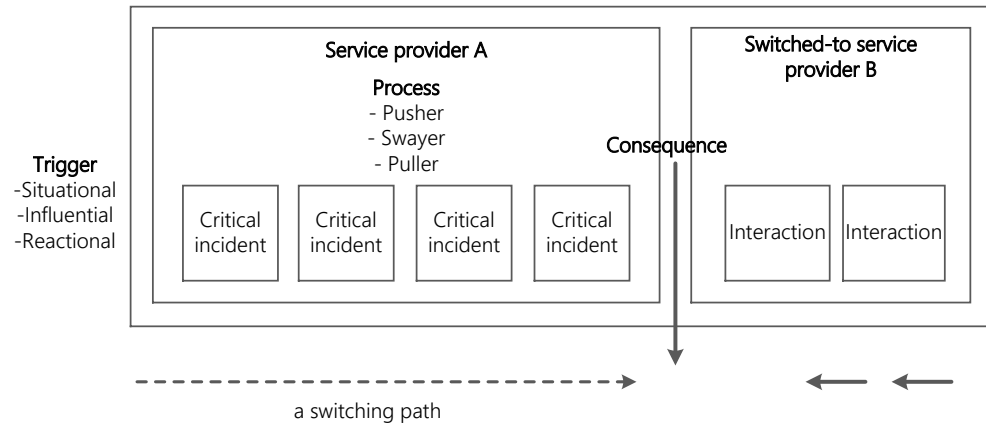 Service provider A
Switched-to service
provider B
Process
- Pusher
- Swayer
- Puller
Consequence
Trigger
-Situational
-Influential
-Reactional
Critical
incident
Critical
incident
Critical
incident
Critical
incident
Interaction
Interaction
a switching path